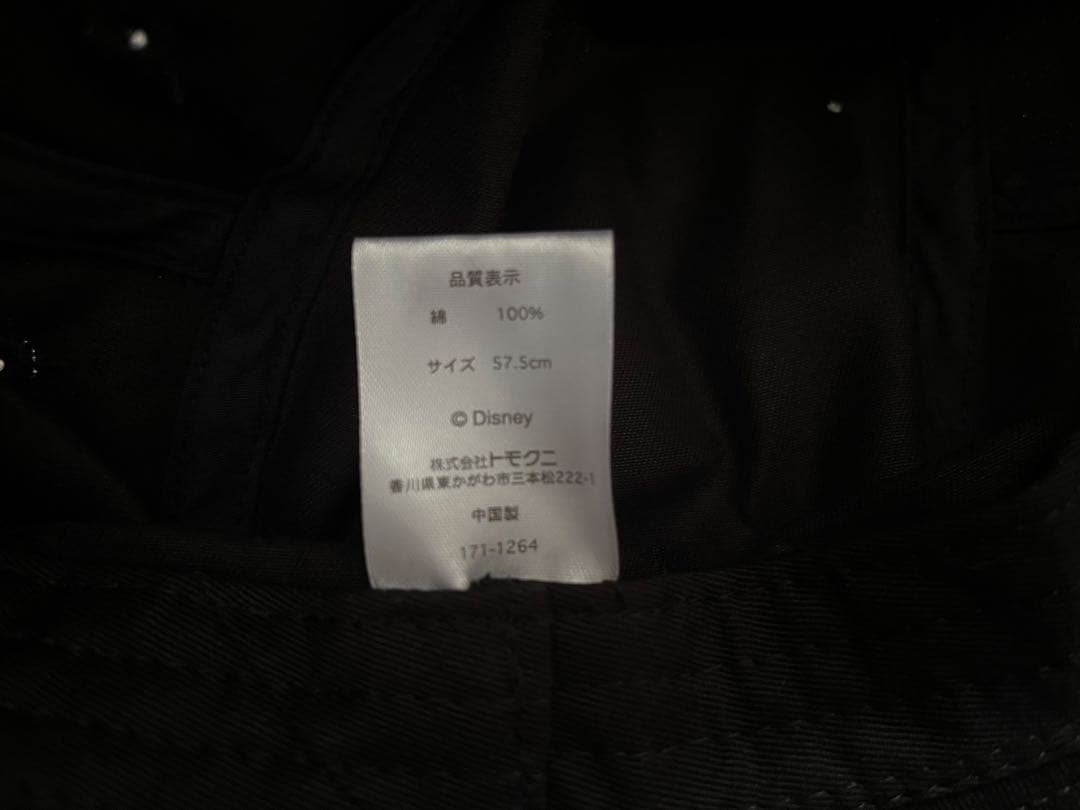 品質表示
綿 100%
サイズ 57.5cm
© Disney
株式会社トモクニ
香川県東かがわ市三本松222-1
中国製
171-1264